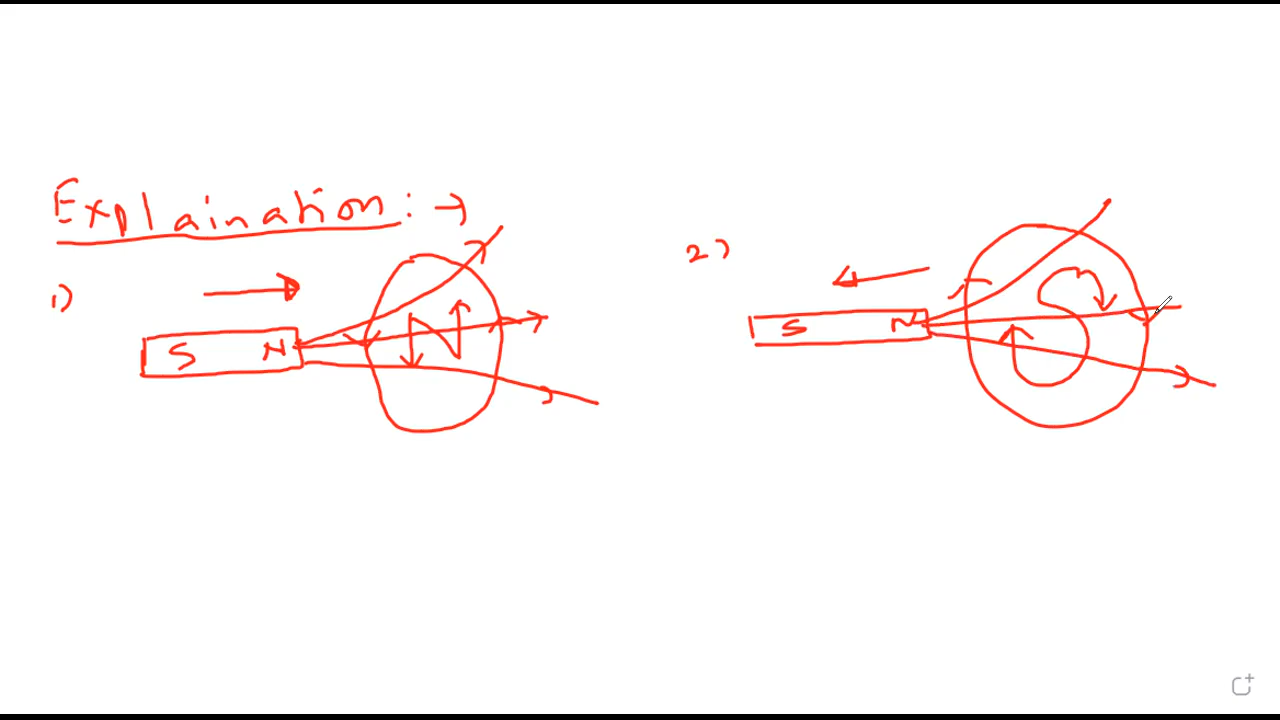 Explaination :→
1)
S N
N
2)
S N
S